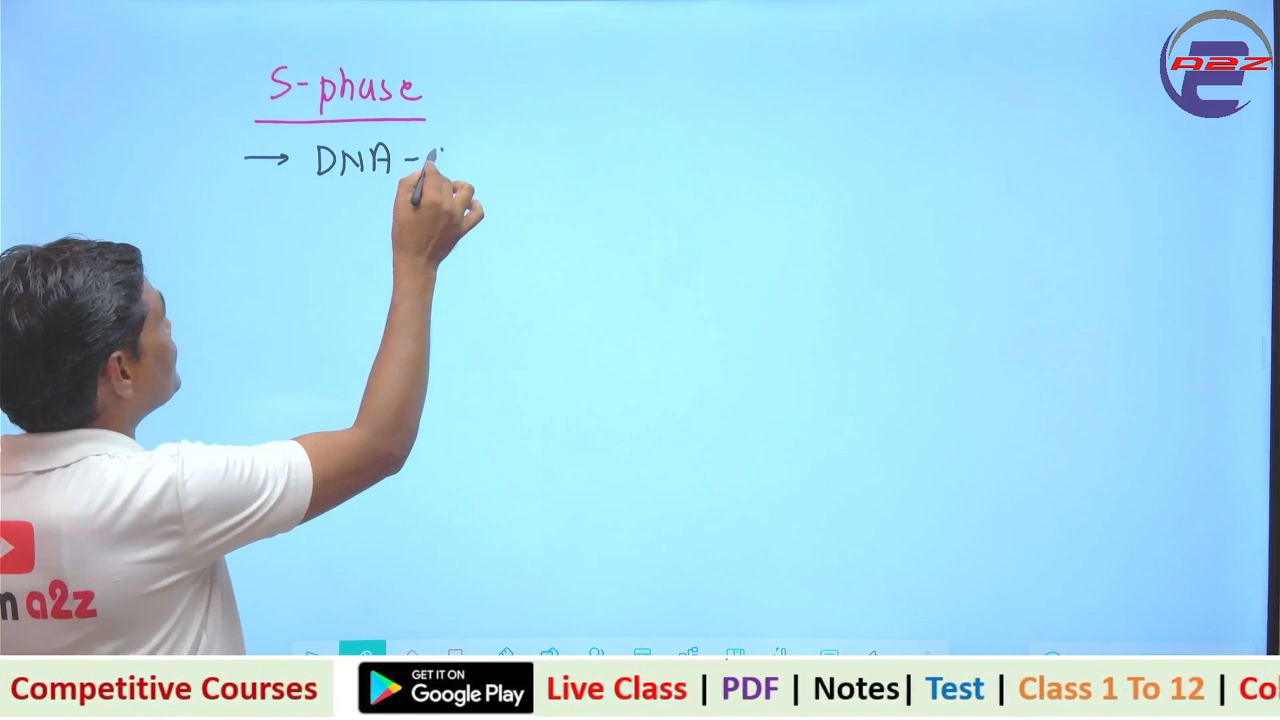 A2Z
S-phase
→ DNA -
a2z
Competitive Courses
GET IT ON
Google Play
Live Class | PDF | Notes | Test | Class 1 To 12 |